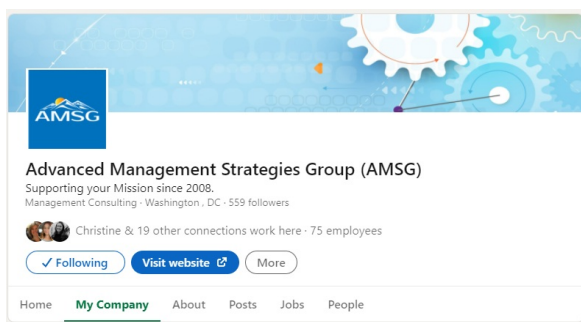 AMSG
Advanced Management Strategies Group (AMSG)
Supporting your Mission since 2008.
Management Consulting · Washington , DC · 559 followers
Christine & 19 other connections work here · 75 employees
✓ Following Visit website More
Home My Company About Posts Jobs People